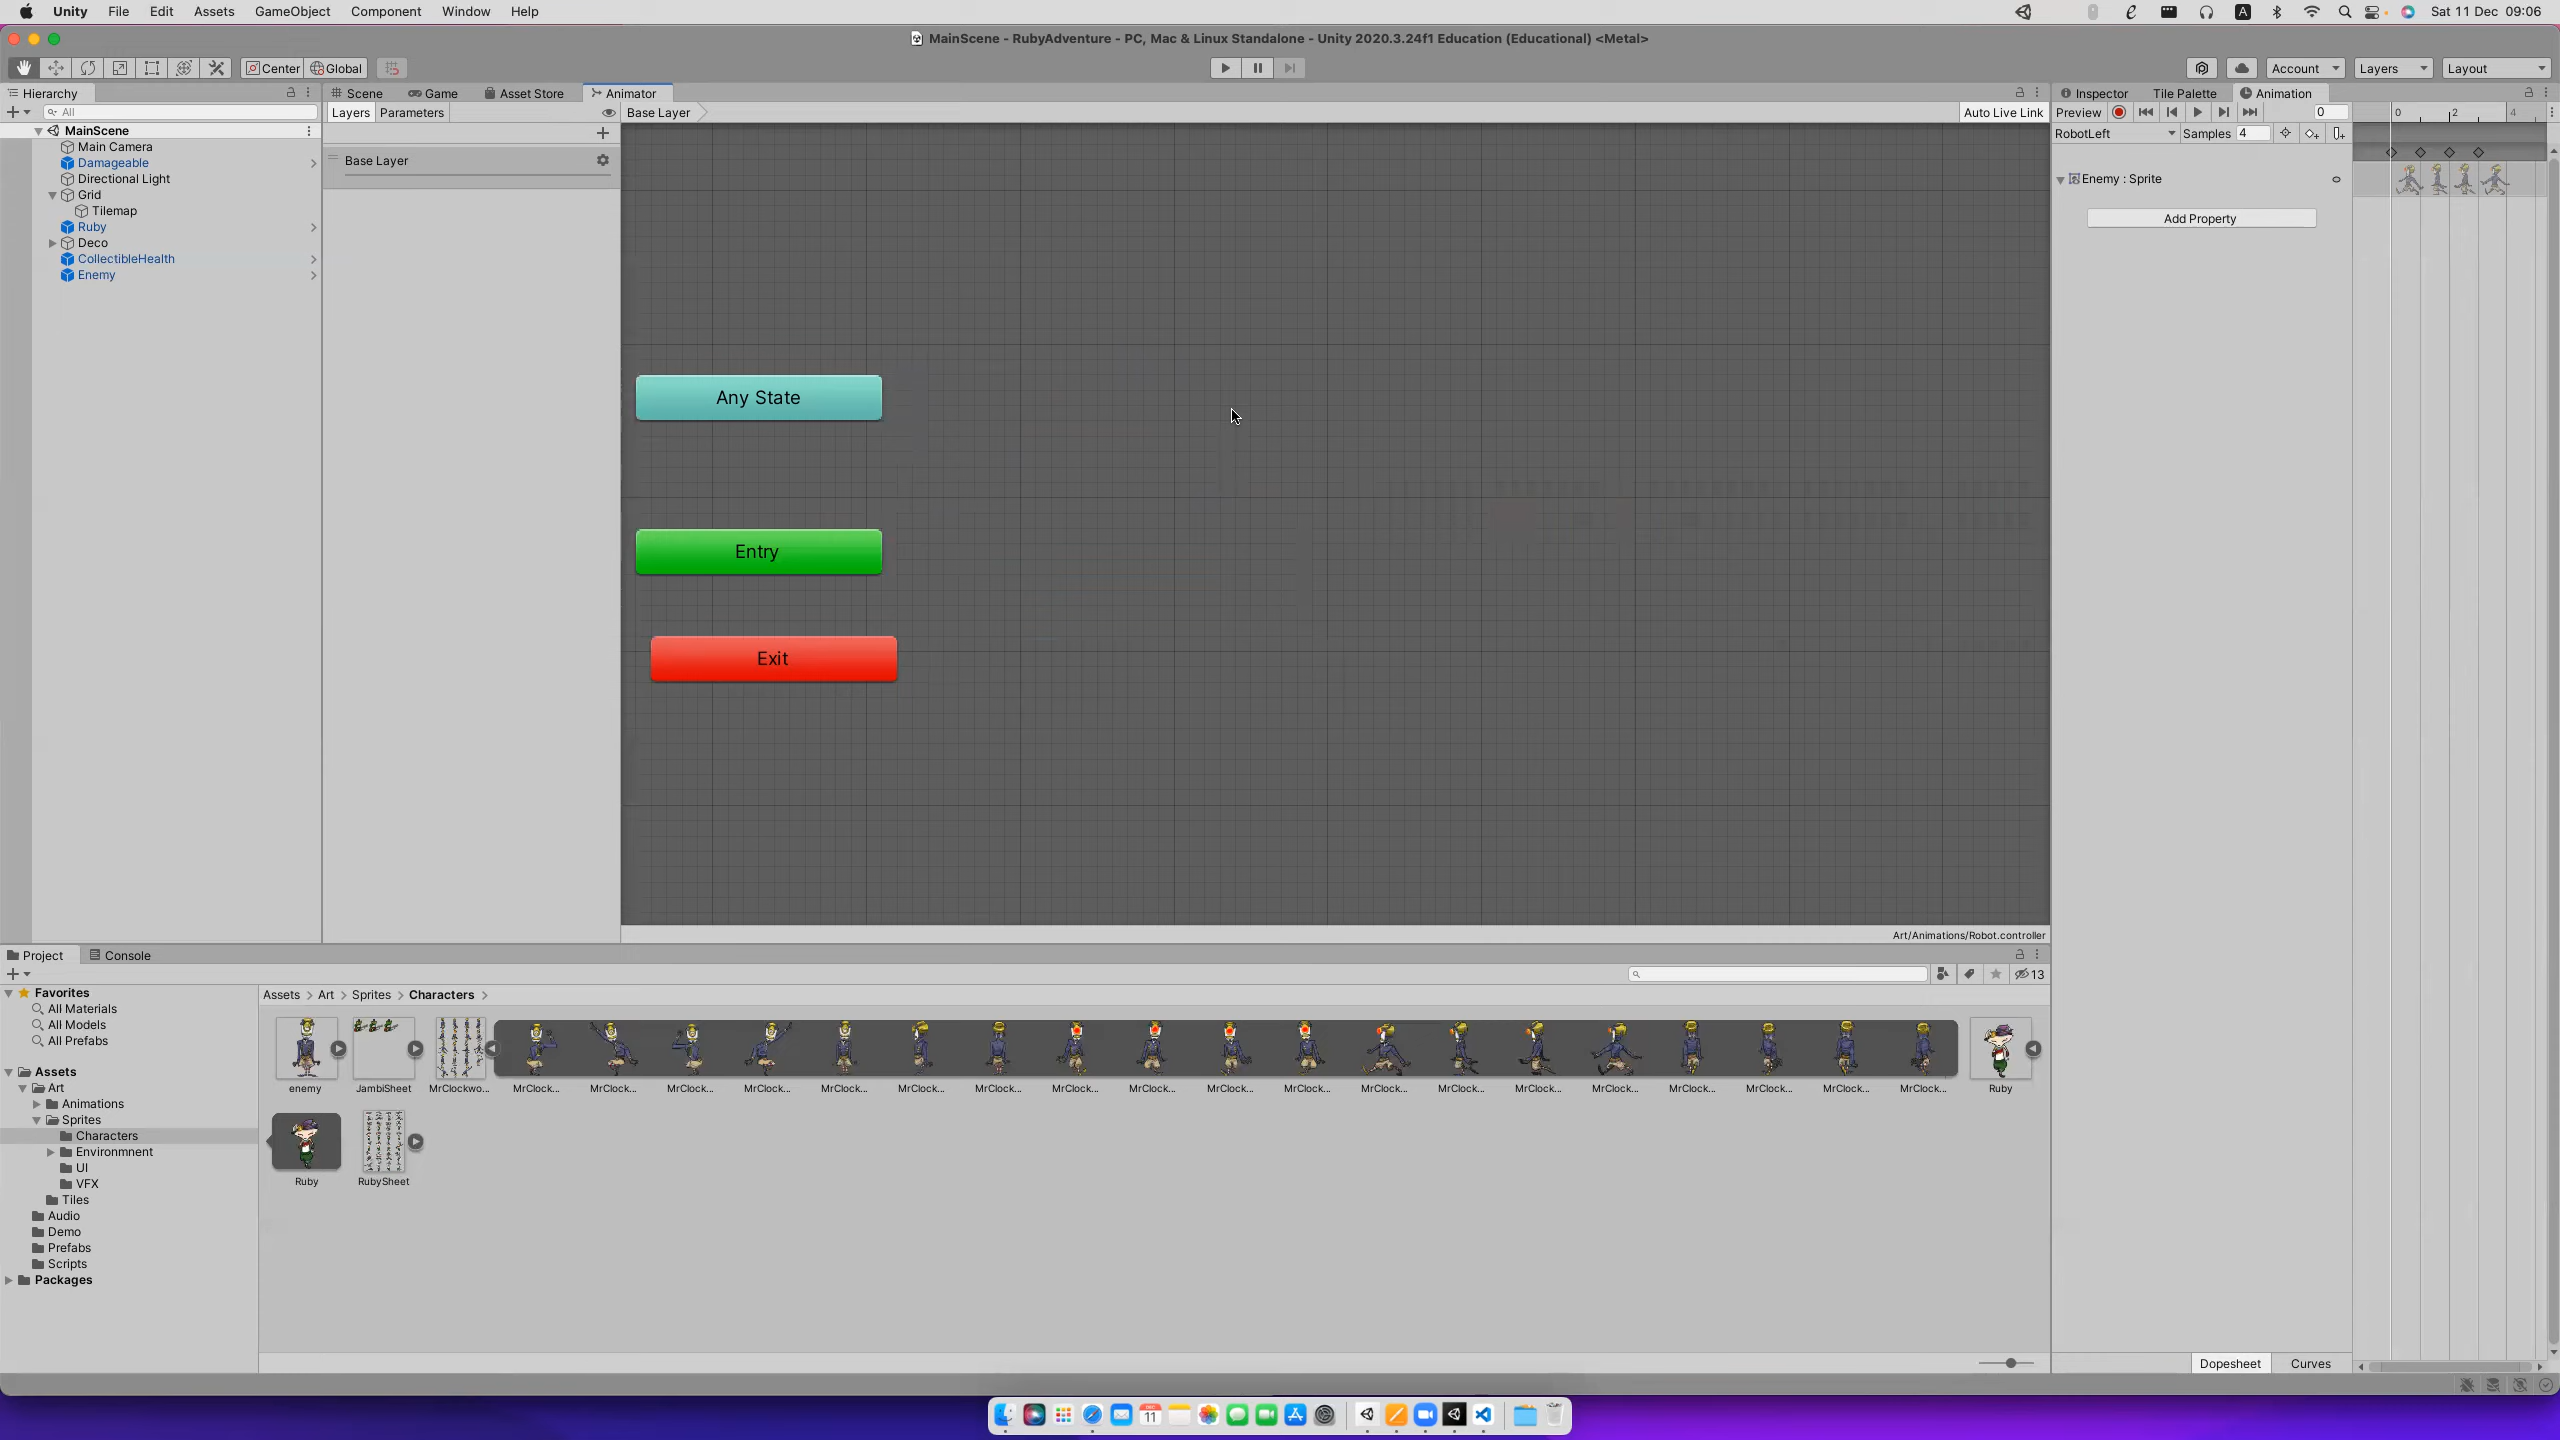 Unity File Edit Assets GameObject Component Window Help
A
Sat 11 Dec 09:06
MainScene - RubyAdventure - PC, Mac & Linux Standalone - Unity 2020.3.24f1 Education (Educational) <Metal>
Center Global
Account Layers Layout
Hierarchy
Scene Game Asset Store Animator
Inspector Tile Palette Animation
All
Layers Parameters
Base Layer
Auto Live Link
Preview
0
0 2 4
MainScene
Main Camera
Damageable
Directional Light
Grid
Tilemap
Ruby
Deco
CollectibleHealth
Enemy
Base Layer
RobotLeft Samples 4
Enemy : Sprite
Add Property
Any State
Entry
Exit
Art/Animations/Robot.controller
Project Console
13
Favorites
All Materials
All Models
All Prefabs
Assets
Art
Animations
Sprites
Characters
Environmnent
UI
VFX
Tiles
Audio
Demo
Prefabs
Scripts
Packages
Assets > Art > Sprites > Characters >
enemy JambiSheet MrClockwo... MrClock... MrClock... MrClock... MrClock... MrClock... MrClock... MrClock... MrClock... MrClock... MrClock... MrClock... MrClock... MrClock... MrClock... MrClock... MrClock... MrClock... MrClock... MrClock... Ruby
Ruby RubySheet
Dopesheet Curves
DEC
11